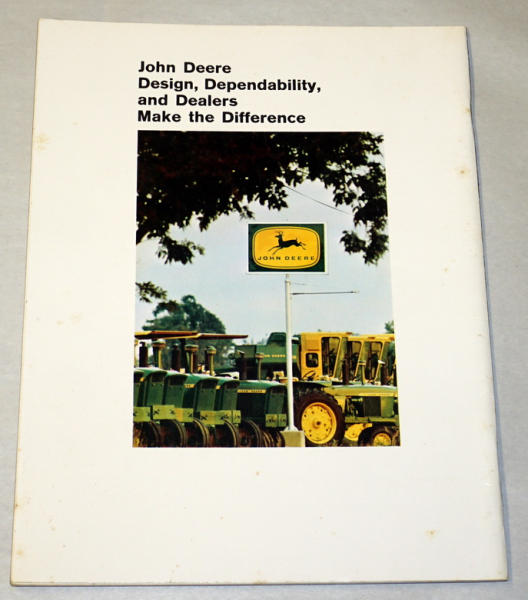 John Deere
Design, Dependability,
and Dealers
Make the Difference
JOHN DEERE